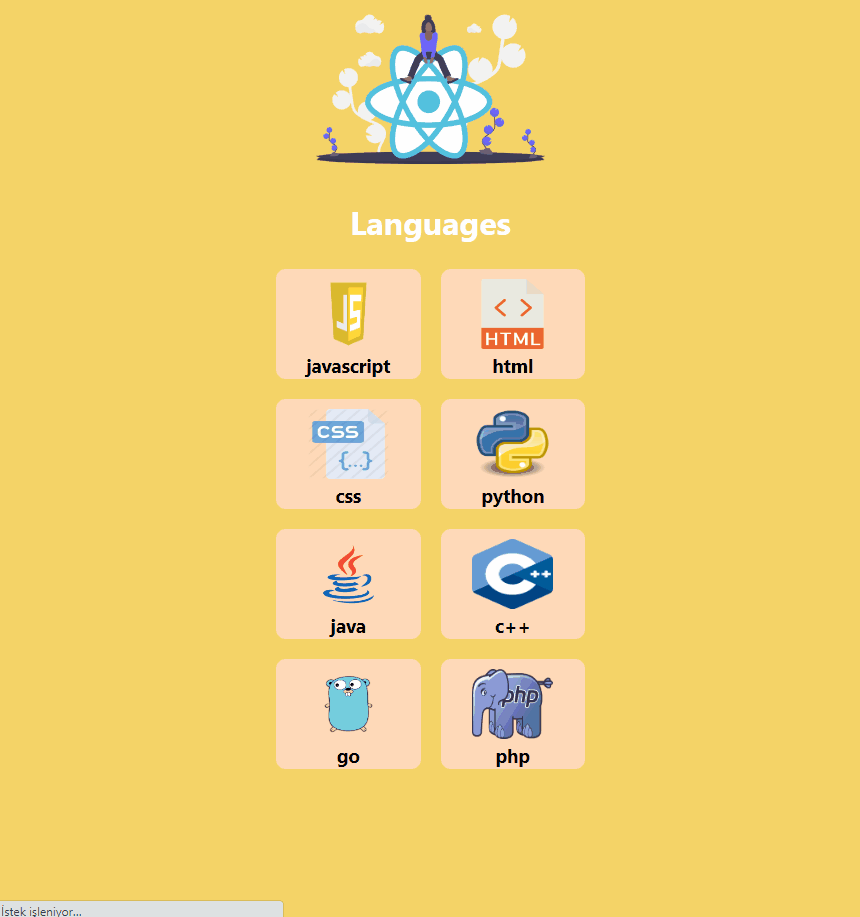 Languages
JS
javascript
< >
HTML
html
CSS
{...}
css
python
java
C++
c++
go
php
php
İstek işleniyor...